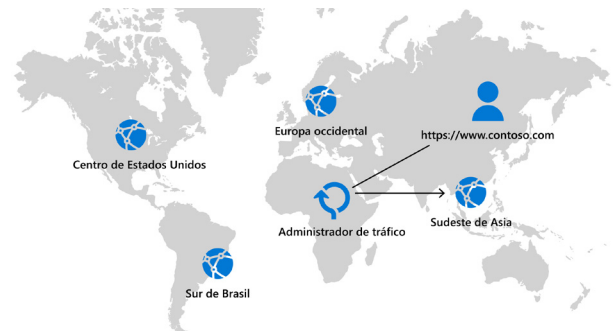 Europa occidental
https://www.contoso.com
Centro de Estados Unidos
Administrador de tráfico
Sudeste de Asia
Sur de Brasil